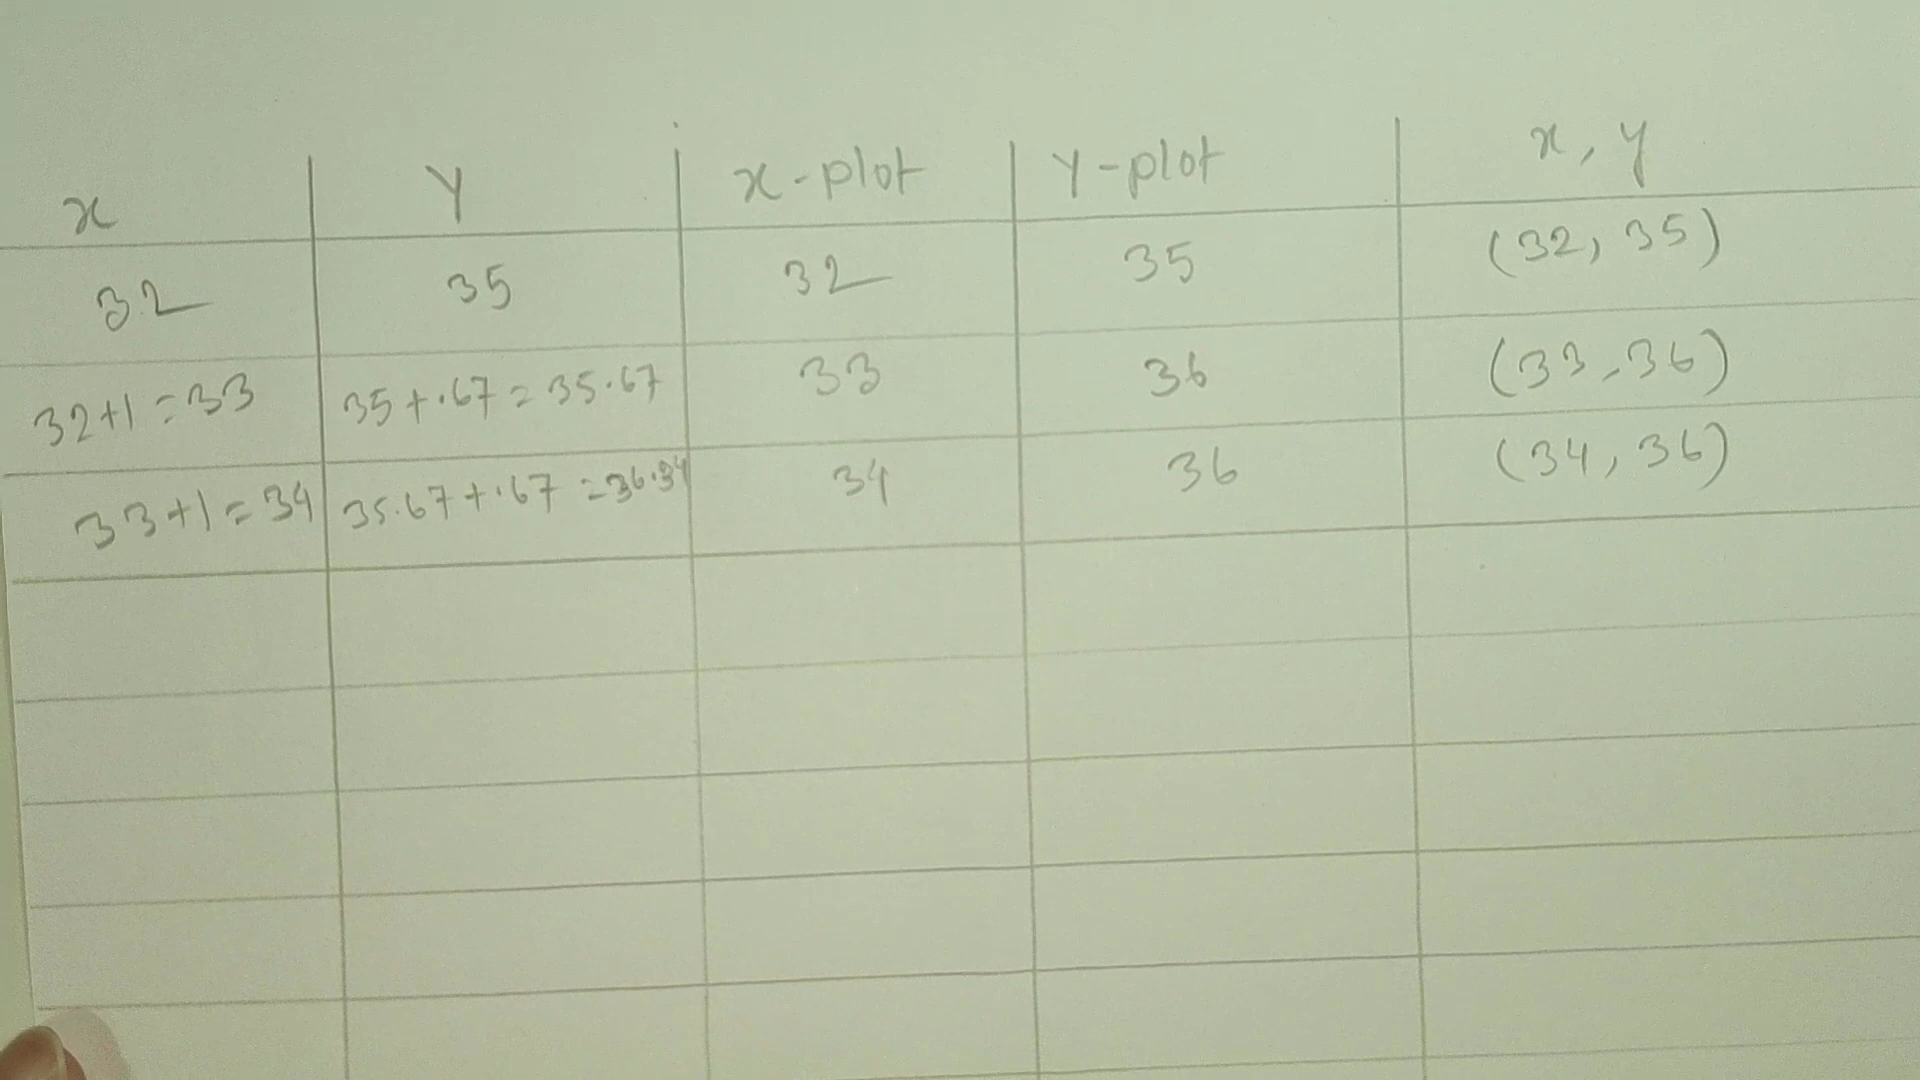 x Y x-plot Y-plot x, y
32 35 32 35 (32, 35)
32+1=33 35+.67=35.67 33 36 (33,36)
33+1=34 35.67+.67=36.34 34 36 (34,36)